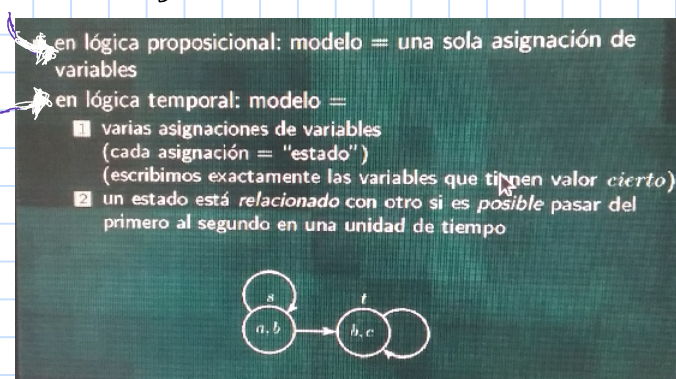 en lógica proposicional: modelo = una sola asignación de
variables
en lógica temporal: modelo =
1 varias asignaciones de variables
(cada asignación = "estado")
(escribimos exactamente las variables que tienen valor cierto)
2 un estado está relacionado con otro si es posible pasar del
primero al segundo en una unidad de tiempo
s t
a, b b, c